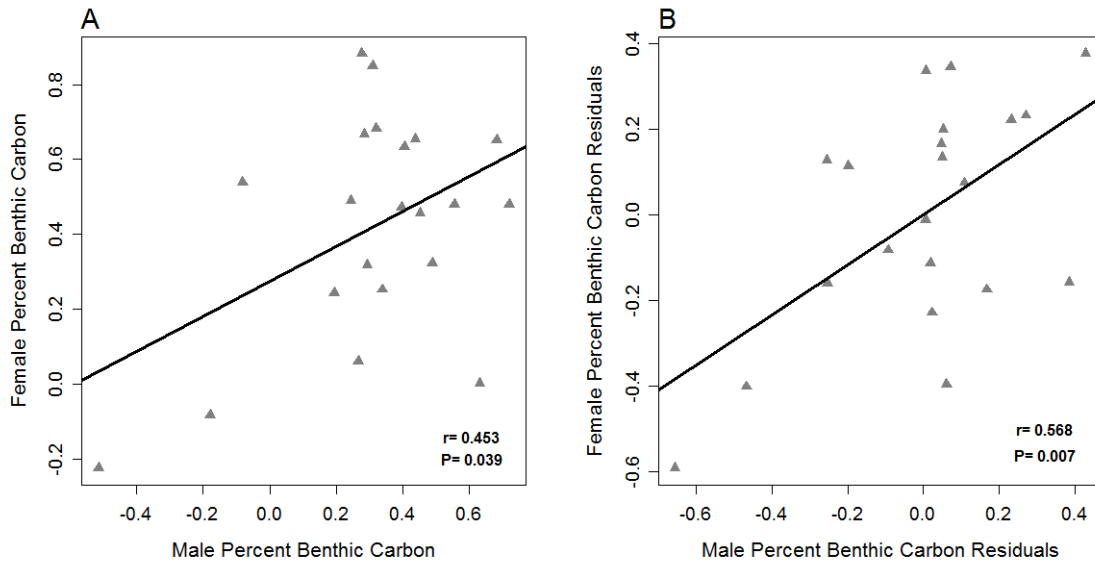 A
Female Percent Benthic Carbon
0.8
0.6
0.4
0.2
0.0
-0.2
-0.4
-0.2
0.0
0.2
0.4
0.6
Male Percent Benthic Carbon
r= 0.453
P= 0.039
B
Female Percent Benthic Carbon Residuals
0.4
0.2
0.0
-0.2
-0.4
-0.6
-0.6
-0.4
-0.2
0.0
0.2
0.4
Male Percent Benthic Carbon Residuals
r= 0.568
P= 0.007